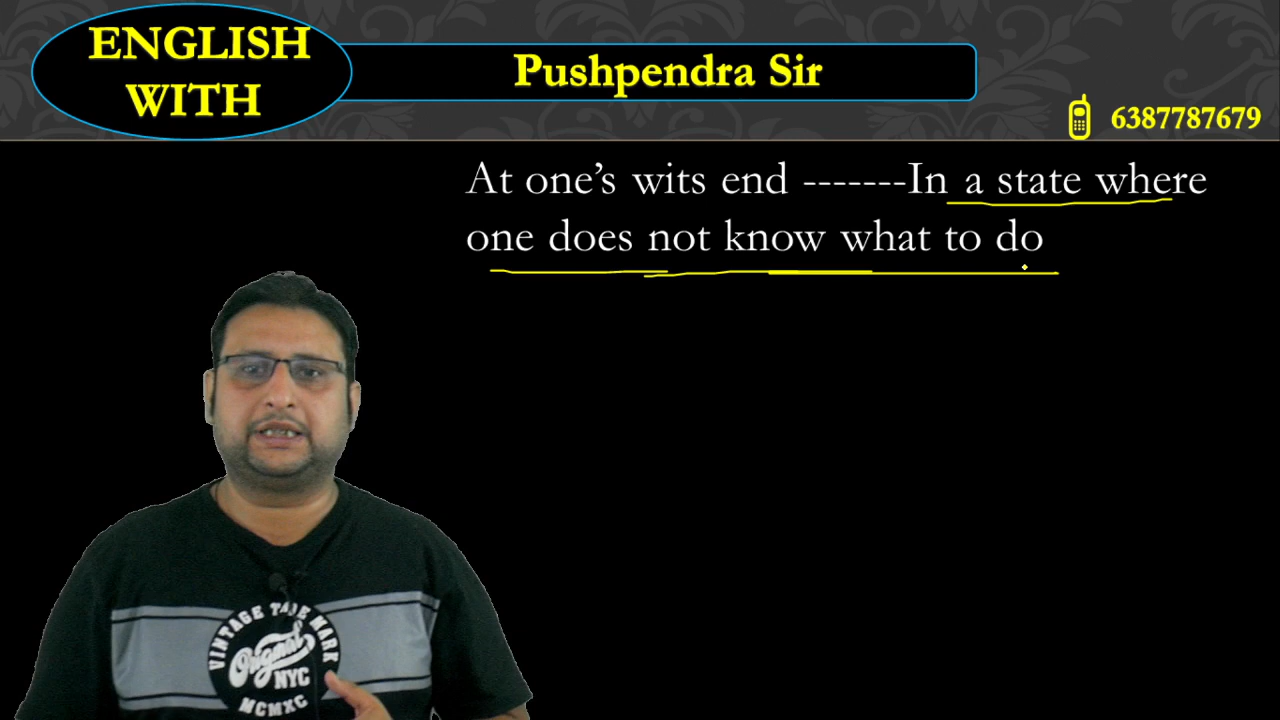 ENGLISH
WITH
Pushpendra Sir
6387787679
At one’s wits end -------In a state where
one does not know what to do
VINTAGE TRADE MARK
Original
NYC
MCMXC